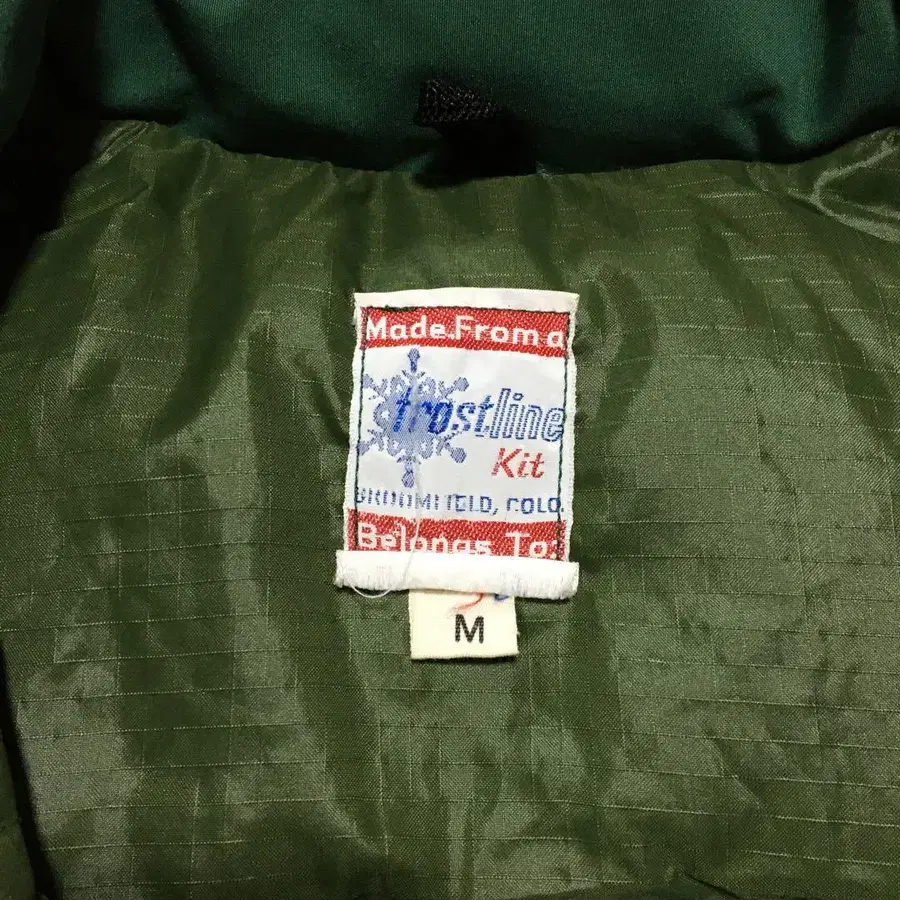 Made From a
frostline
Kit
BROOMFIELD, COLO.
Belongs To:
M